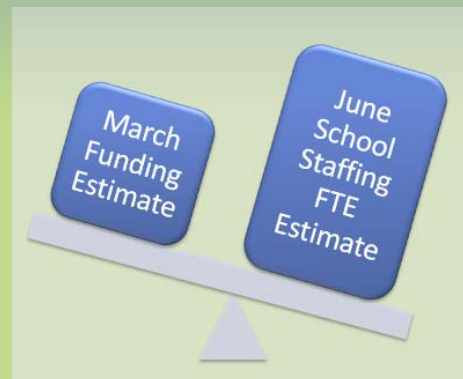 March
Funding
Estimate
June
School
Staffing
FTE
Estimate